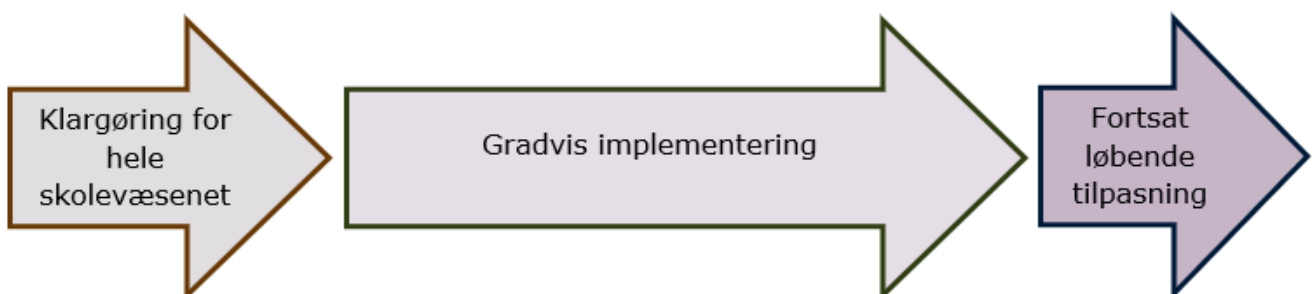 Klargøring for
hele
skolevæsenet
Gradvis implementering
Fortsat
løbende
tilpasning